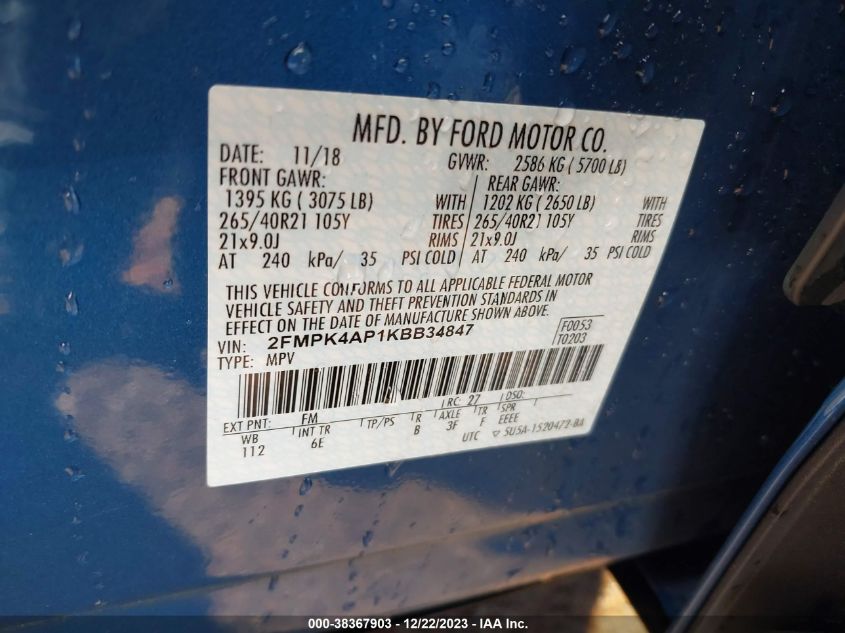 MFD. BY FORD MOTOR CO.
DATE: 11/18 GVWR: 2586 KG ( 5700 LB)
FRONT GAWR: REAR GAWR:
1395 KG ( 3075 LB) WITH 1202 KG ( 2650 LB) WITH
265/40R21 105Y TIRES 265/40R21 105Y TIRES
21x9.0J RIMS 21x9.0J RIMS
AT 240 kPa/ 35 PSI COLD AT 240 kPa/ 35 PSI COLD
THIS VEHICLE CONFORMS TO ALL APPLICABLE FEDERAL MOTOR
VEHICLE SAFETY AND THEFT PREVENTION STANDARDS IN
EFFECT ON THE DATE OF MANUFACTURE SHOWN ABOVE.
VIN: 2FMPK4AP1KBB34847 F0053
TYPE: MPV T0203
EXT PNT: FM RC: 27 DSO:
WB INT TR TP/PS R AXLE TR SPR
112 6E B 3F F EEEE
UTC 5U5A-1520472-BA
000-38367903 - 12/22/2023 - IAA Inc.